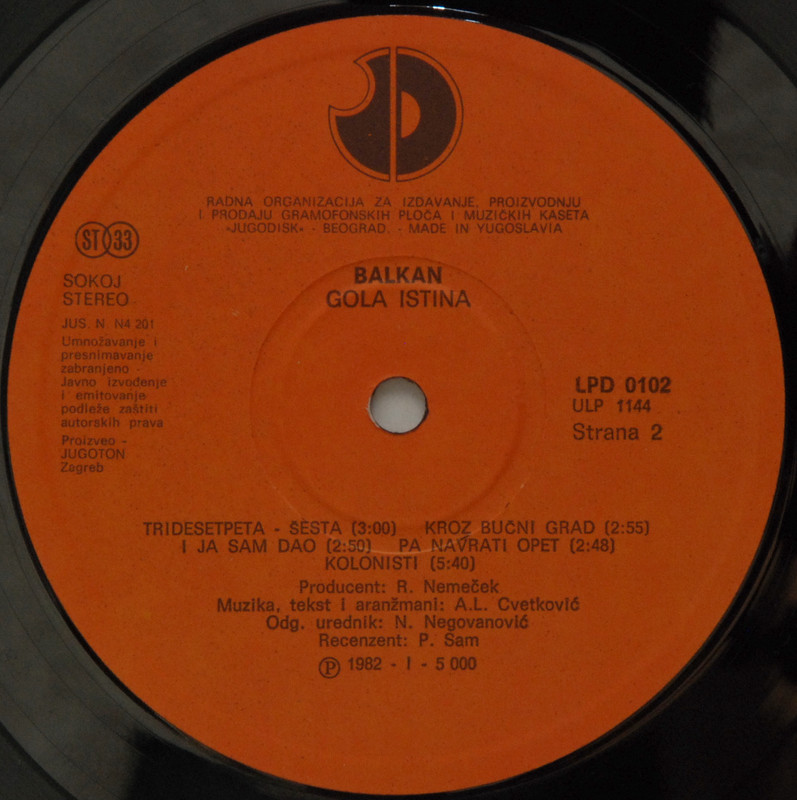 RADNA ORGANIZACIJA ZA IZDAVANJE, PROIZVODNJU
I PRODAJU GRAMOFONSKIH PLOČA I MUZIČKIH KASETA
»JUGODISK« - BEOGRAD. - MADE IN YUGOSLAVIA
ST 33
SOKOJ
STEREO
JUS. N. N4 201
Umnožavanje i
presnimavanje
zabranjeno -
Javno izvođenje
i emitovanje
podleže zaštiti
autorskih prava
Proizveo -
JUGOTON
Zagreb
BALKAN
GOLA ISTINA
LPD 0102
ULP 1144
Strana 2
TRIDESETPETA - ŠESTA (3:00) KROZ BUČNI GRAD (2:55)
I JA SAM DAO (2:50) PA NAVRATI OPET (2:48)
KOLONISTI (5:40)
Producent: R. Nemeček
Muzika, tekst i aranžmani: A.L. Cvetković
Odg. urednik: N. Negovanović
Recenzent: P. Sam
Ⓟ 1982 - I - 5 000